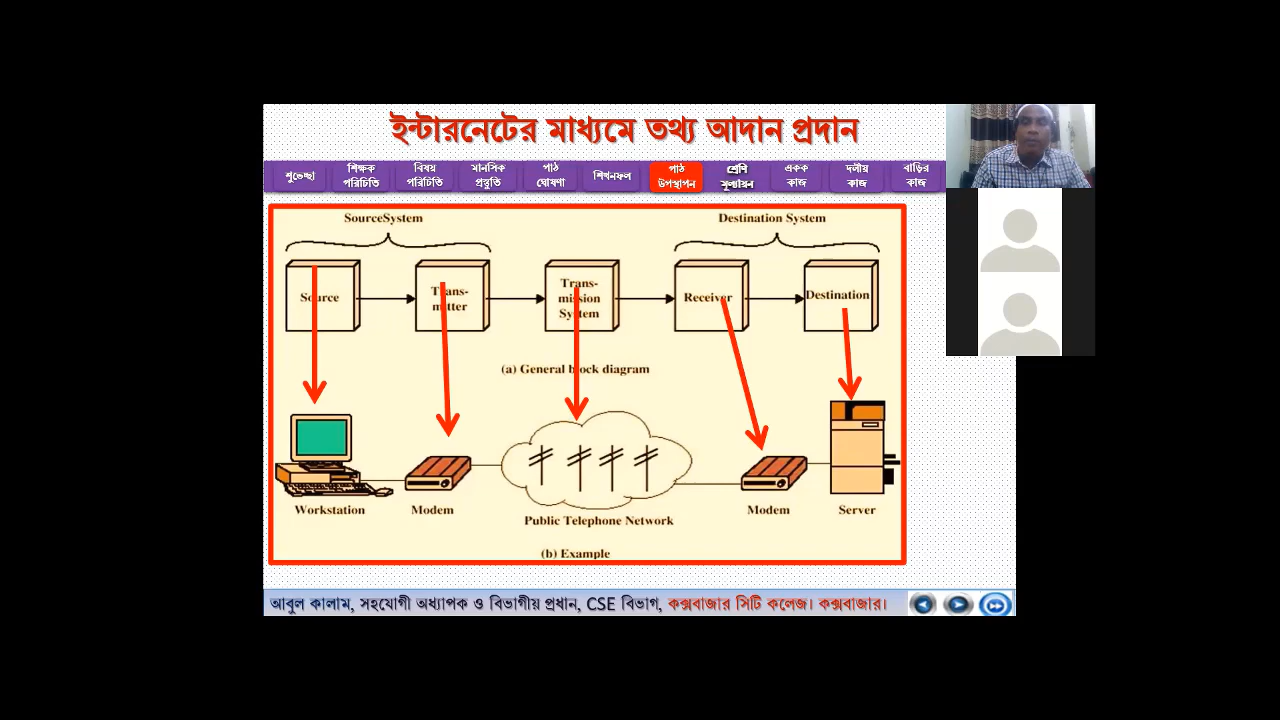 ইন্টারনেটের মাধ্যমে তথ্য আদান প্রদান
শুভেচ্ছা
শিক্ষক
পরিচিতি
বিষয়
পরিচিতি
মানসিক
প্রস্তুতি
পাঠ
ঘোষণা
শিখনফল
পাঠ
উপস্থাপন
শ্রেণি
মূল্যায়ন
একক
কাজ
দলীয়
কাজ
বাড়ির
কাজ
SourceSystem
Destination System
Source
Trans-
mitter
Trans-
mission
System
Receiver
Destination
(a) General block diagram
Workstation
Modem
Public Telephone Network
Modem
Server
(b) Example
আবুল কালাম, সহযোগী অধ্যাপক ও বিভাগীয় প্রধান, CSE বিভাগ, কক্সবাজার সিটি কলেজ। কক্সবাজার।